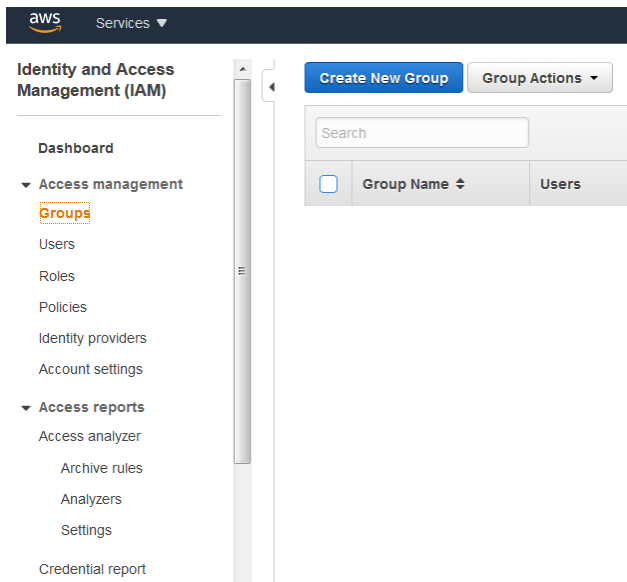 aws Services
Identity and Access
Management (IAM)
Dashboard
Access management
Groups
Users
Roles
Policies
Identity providers
Account settings
Access reports
Access analyzer
Archive rules
Analyzers
Settings
Credential report
Create New Group Group Actions
Search
Group Name Users